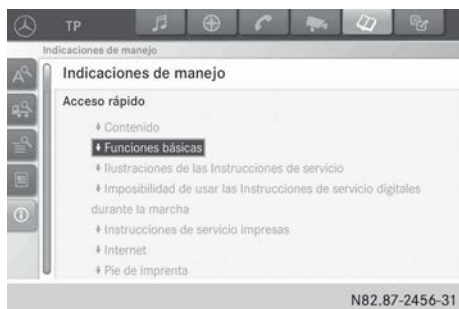 TP
Indicaciones de manejo
Indicaciones de manejo
Acceso rápido
Contenido
Funciones básicas
Ilustraciones de las Instrucciones de servicio
Imposibilidad de usar las Instrucciones de servicio digitales
durante la marcha
Instrucciones de servicio impresas
Internet
Pie de imprenta
N82.87-2456-31